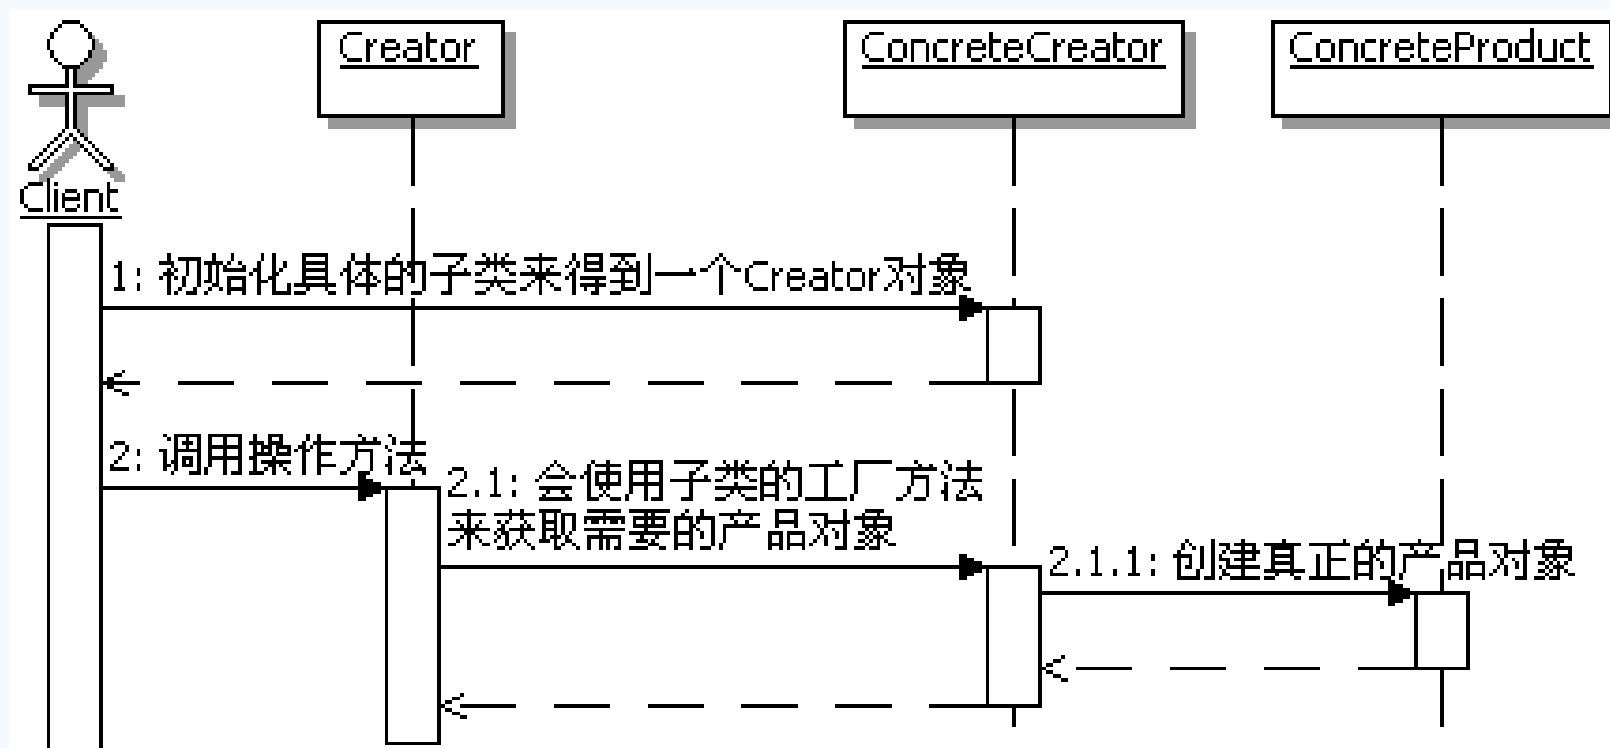 Creator
ConcreteCreator
ConcreteProduct
Client
1: 初始化具体的子类来得到一个Creator对象
2: 调用操作方法
2.1: 会使用子类的工厂方法
来获取需要的产品对象
2.1.1: 创建真正的产品对象